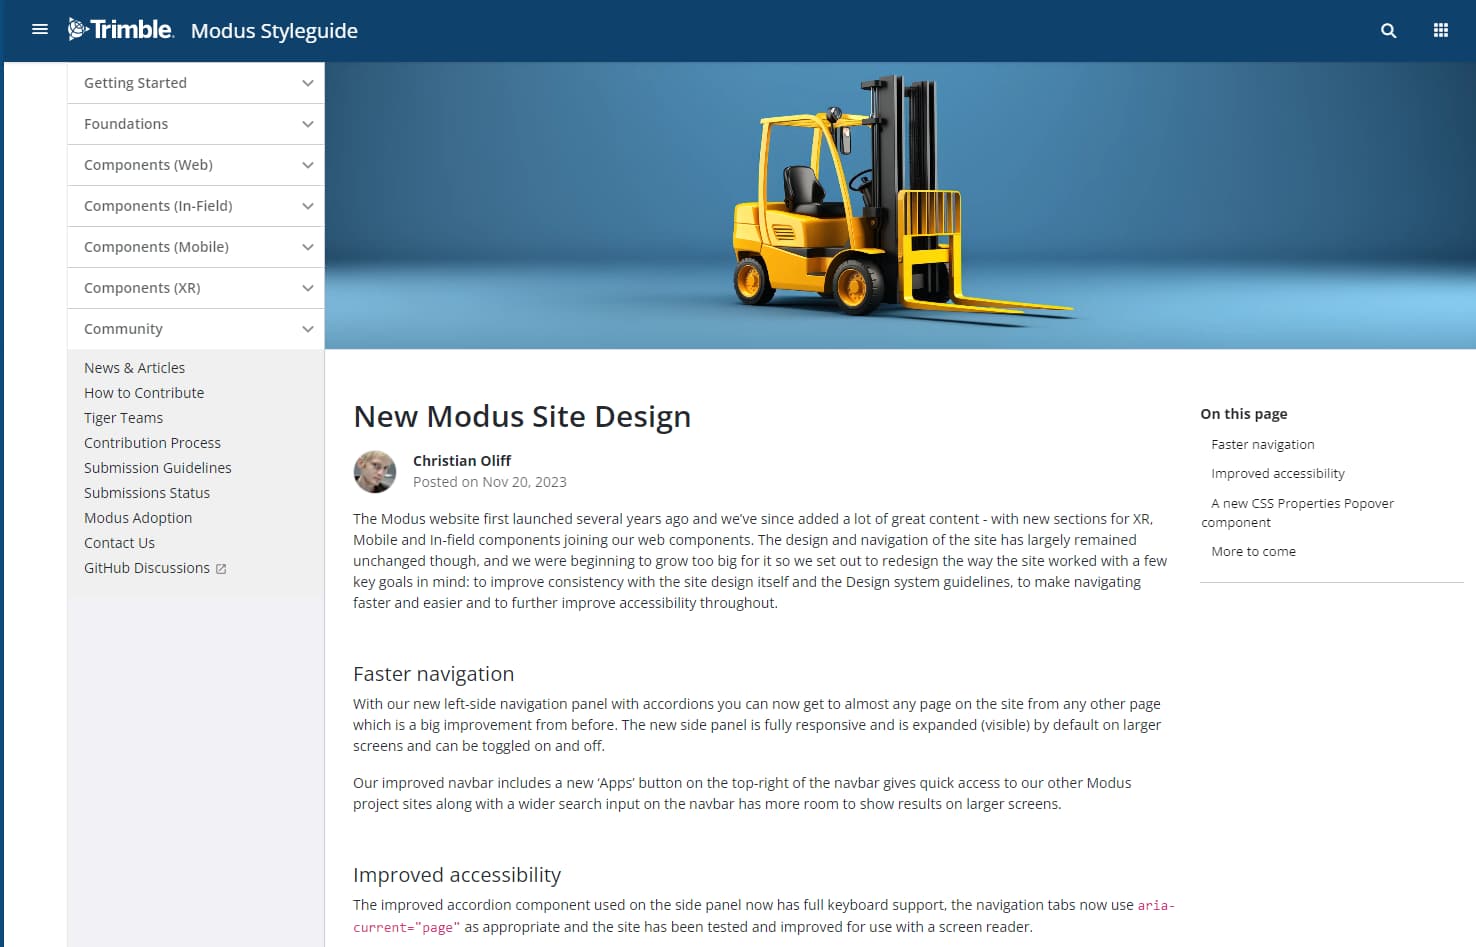 Trimble. Modus Styleguide
Getting Started
Foundations
Components (Web)
Components (In-Field)
Components (Mobile)
Components (XR)
Community
News & Articles
How to Contribute
Tiger Teams
Contribution Process
Submission Guidelines
Submissions Status
Modus Adoption
Contact Us
GitHub Discussions
New Modus Site Design
Christian Oliff
Posted on Nov 20, 2023
The Modus website first launched several years ago and we’ve since added a lot of great content - with new sections for XR,
Mobile and In-field components joining our web components. The design and navigation of the site has largely remained
unchanged though, and we were beginning to grow too big for it so we set out to redesign the way the site worked with a few
key goals in mind: to improve consistency with the site design itself and the Design system guidelines, to make navigating
faster and easier and to further improve accessibility throughout.
Faster navigation
With our new left-side navigation panel with accordions you can now get to almost any page on the site from any other page
which is a big improvement from before. The new side panel is fully responsive and is expanded (visible) by default on larger
screens and can be toggled on and off.
Our improved navbar includes a new ‘Apps’ button on the top-right of the navbar gives quick access to our other Modus
project sites along with a wider search input on the navbar has more room to show results on larger screens.
Improved accessibility
The improved accordion component used on the side panel now has full keyboard support, the navigation tabs now use aria-
current="page" as appropriate and the site has been tested and improved for use with a screen reader.
On this page
Faster navigation
Improved accessibility
A new CSS Properties Popover
component
More to come